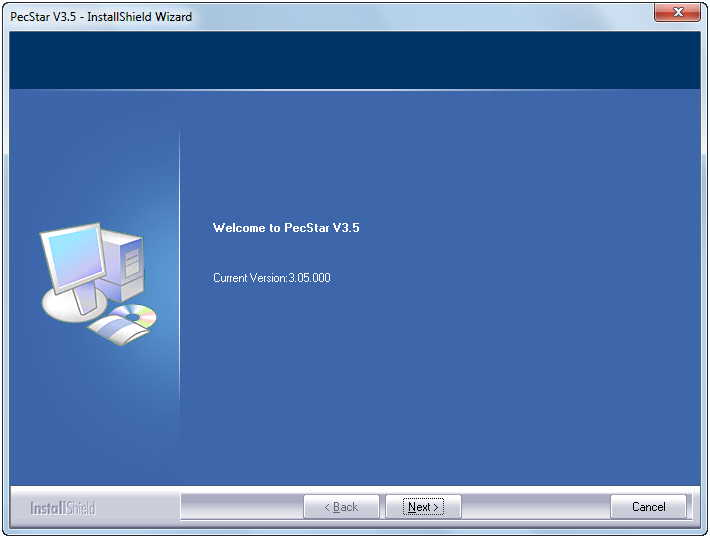 PecStar V3.5 - InstallShield Wizard
Welcome to PecStar V3.5
Current Version:3.05.000
InstallShield
< Back
Next >
Cancel